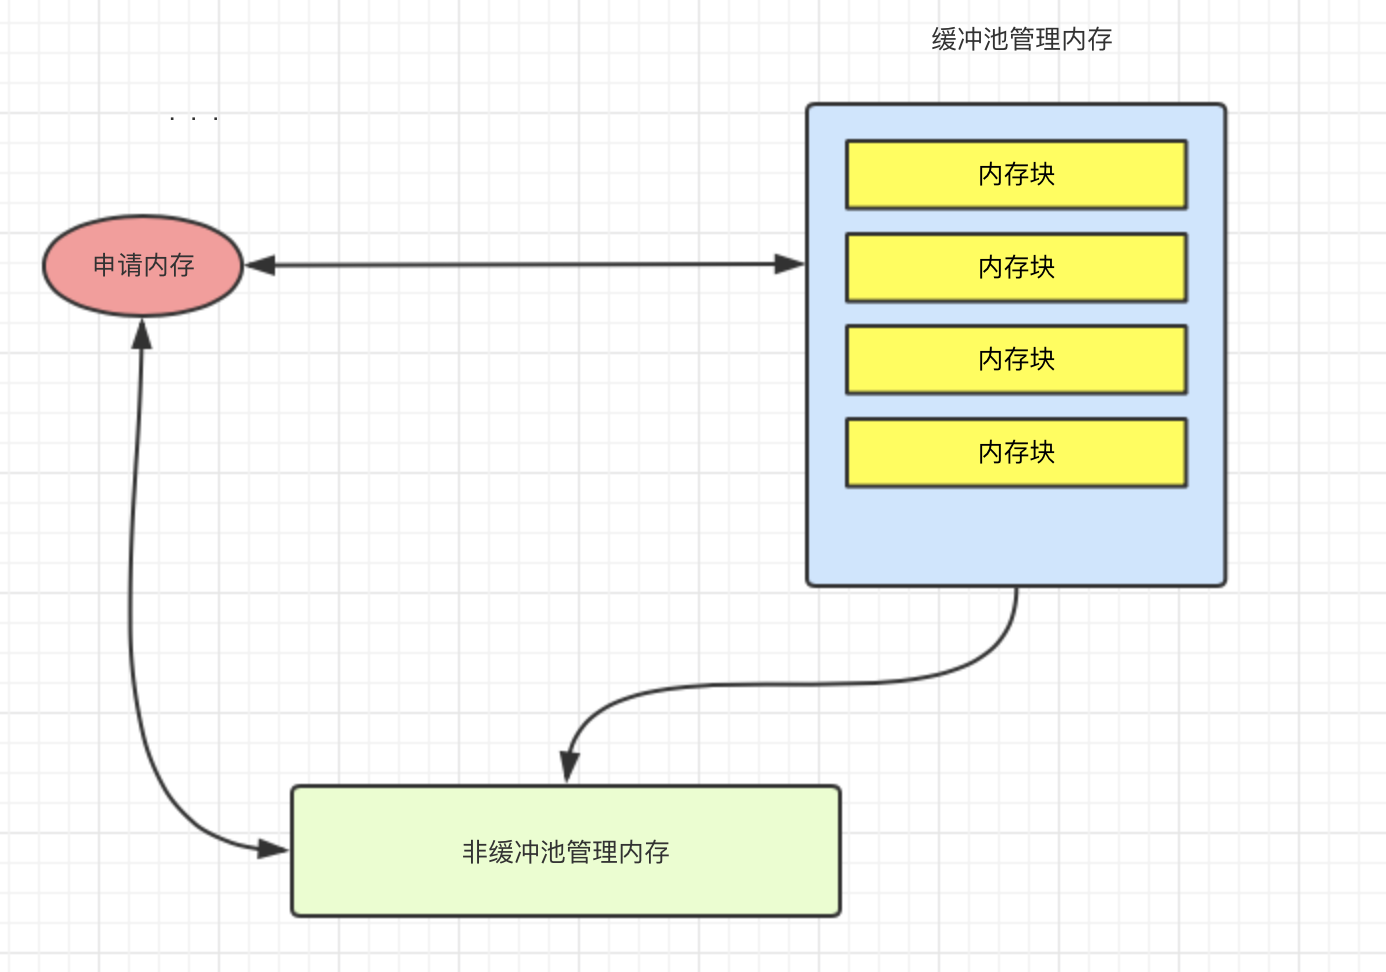 缓冲池管理内存
. . .
内存块
申请内存
内存块
内存块
内存块
非缓冲池管理内存